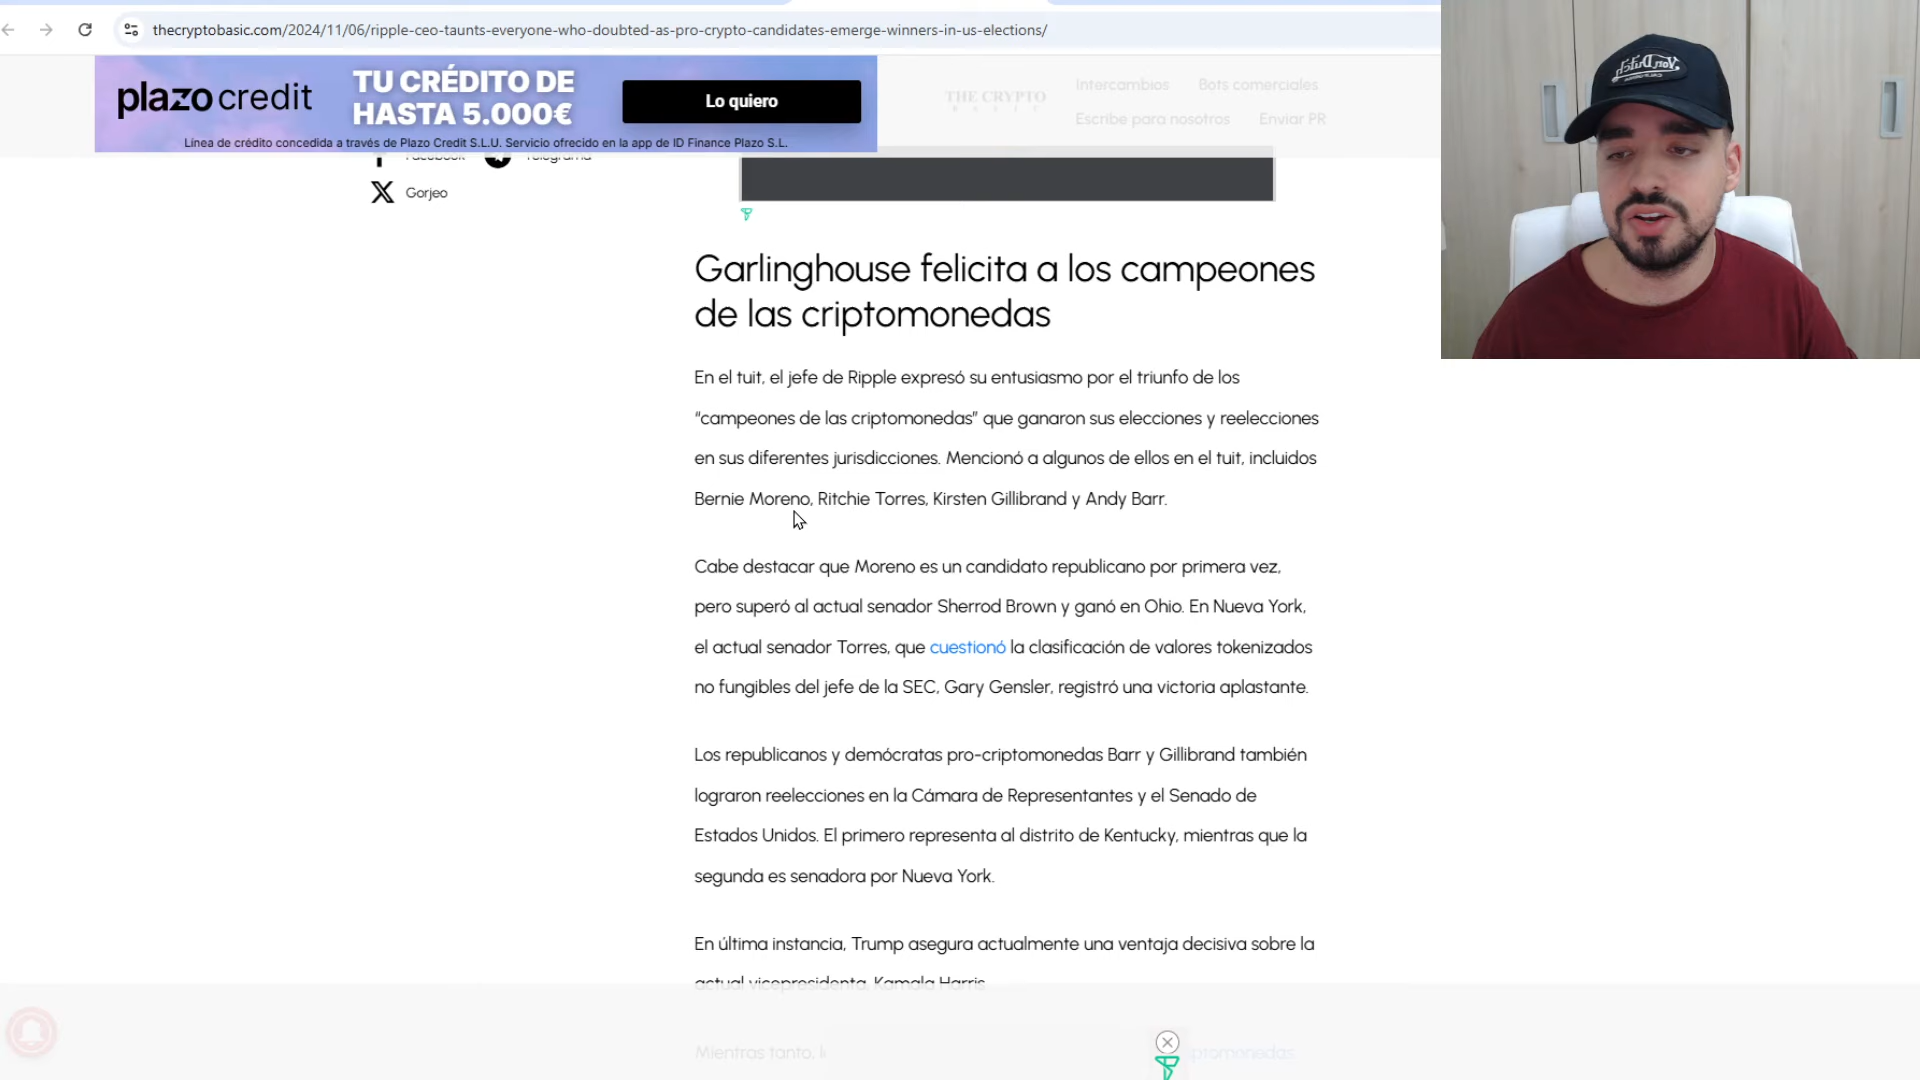 thecryptobasic.com/2024/11/06/ripple-ceo-taunts-everyone-who-doubted-as-pro-crypto-candidates-emerge-winners-in-us-elections/
plazo credit
TU CRÉDITO DE
HASTA 5.000€
Lo quiero
Línea de crédito concedida a través de Plazo Credit S.L.U. Servicio ofrecido en la app de ID Finance Plazo S.L.
THE CRYPTO
BASIC
Intercambios Bots comerciales
Escribe para nosotros Enviar PR
Facebook Telegrama
Gorjeo
Von Dutch
Garlinghouse felicita a los campeones
de las criptomonedas
En el tuit, el jefe de Ripple expresó su entusiasmo por el triunfo de los
“campeones de las criptomonedas” que ganaron sus elecciones y reelecciones
en sus diferentes jurisdicciones. Mencionó a algunos de ellos en el tuit, incluidos
Bernie Moreno, Ritchie Torres, Kirsten Gillibrand y Andy Barr.
Cabe destacar que Moreno es un candidato republicano por primera vez,
pero superó al actual senador Sherrod Brown y ganó en Ohio. En Nueva York,
el actual senador Torres, que cuestionó la clasificación de valores tokenizados
no fungibles del jefe de la SEC, Gary Gensler, registró una victoria aplastante.
Los republicanos y demócratas pro-criptomonedas Barr y Gillibrand también
lograron reelecciones en la Cámara de Representantes y el Senado de
Estados Unidos. El primero representa al distrito de Kentucky, mientras que la
segunda es senadora por Nueva York.
En última instancia, Trump asegura actualmente una ventaja decisiva sobre la
actual vicepresidenta, Kamala Harris.
Mientras tanto, l
ptomonedas.